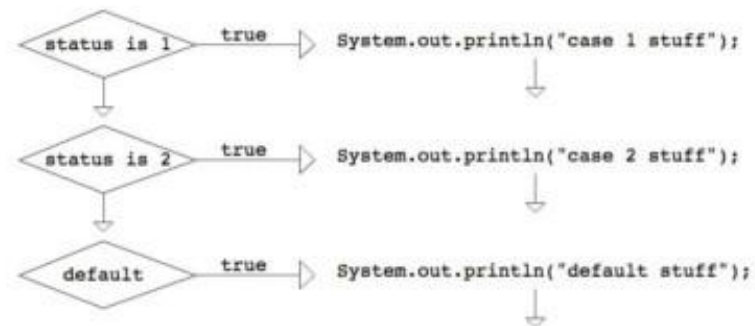 status is 1 true System.out.println("case 1 stuff");
status is 2 true System.out.println("case 2 stuff");
default true System.out.println("default stuff");